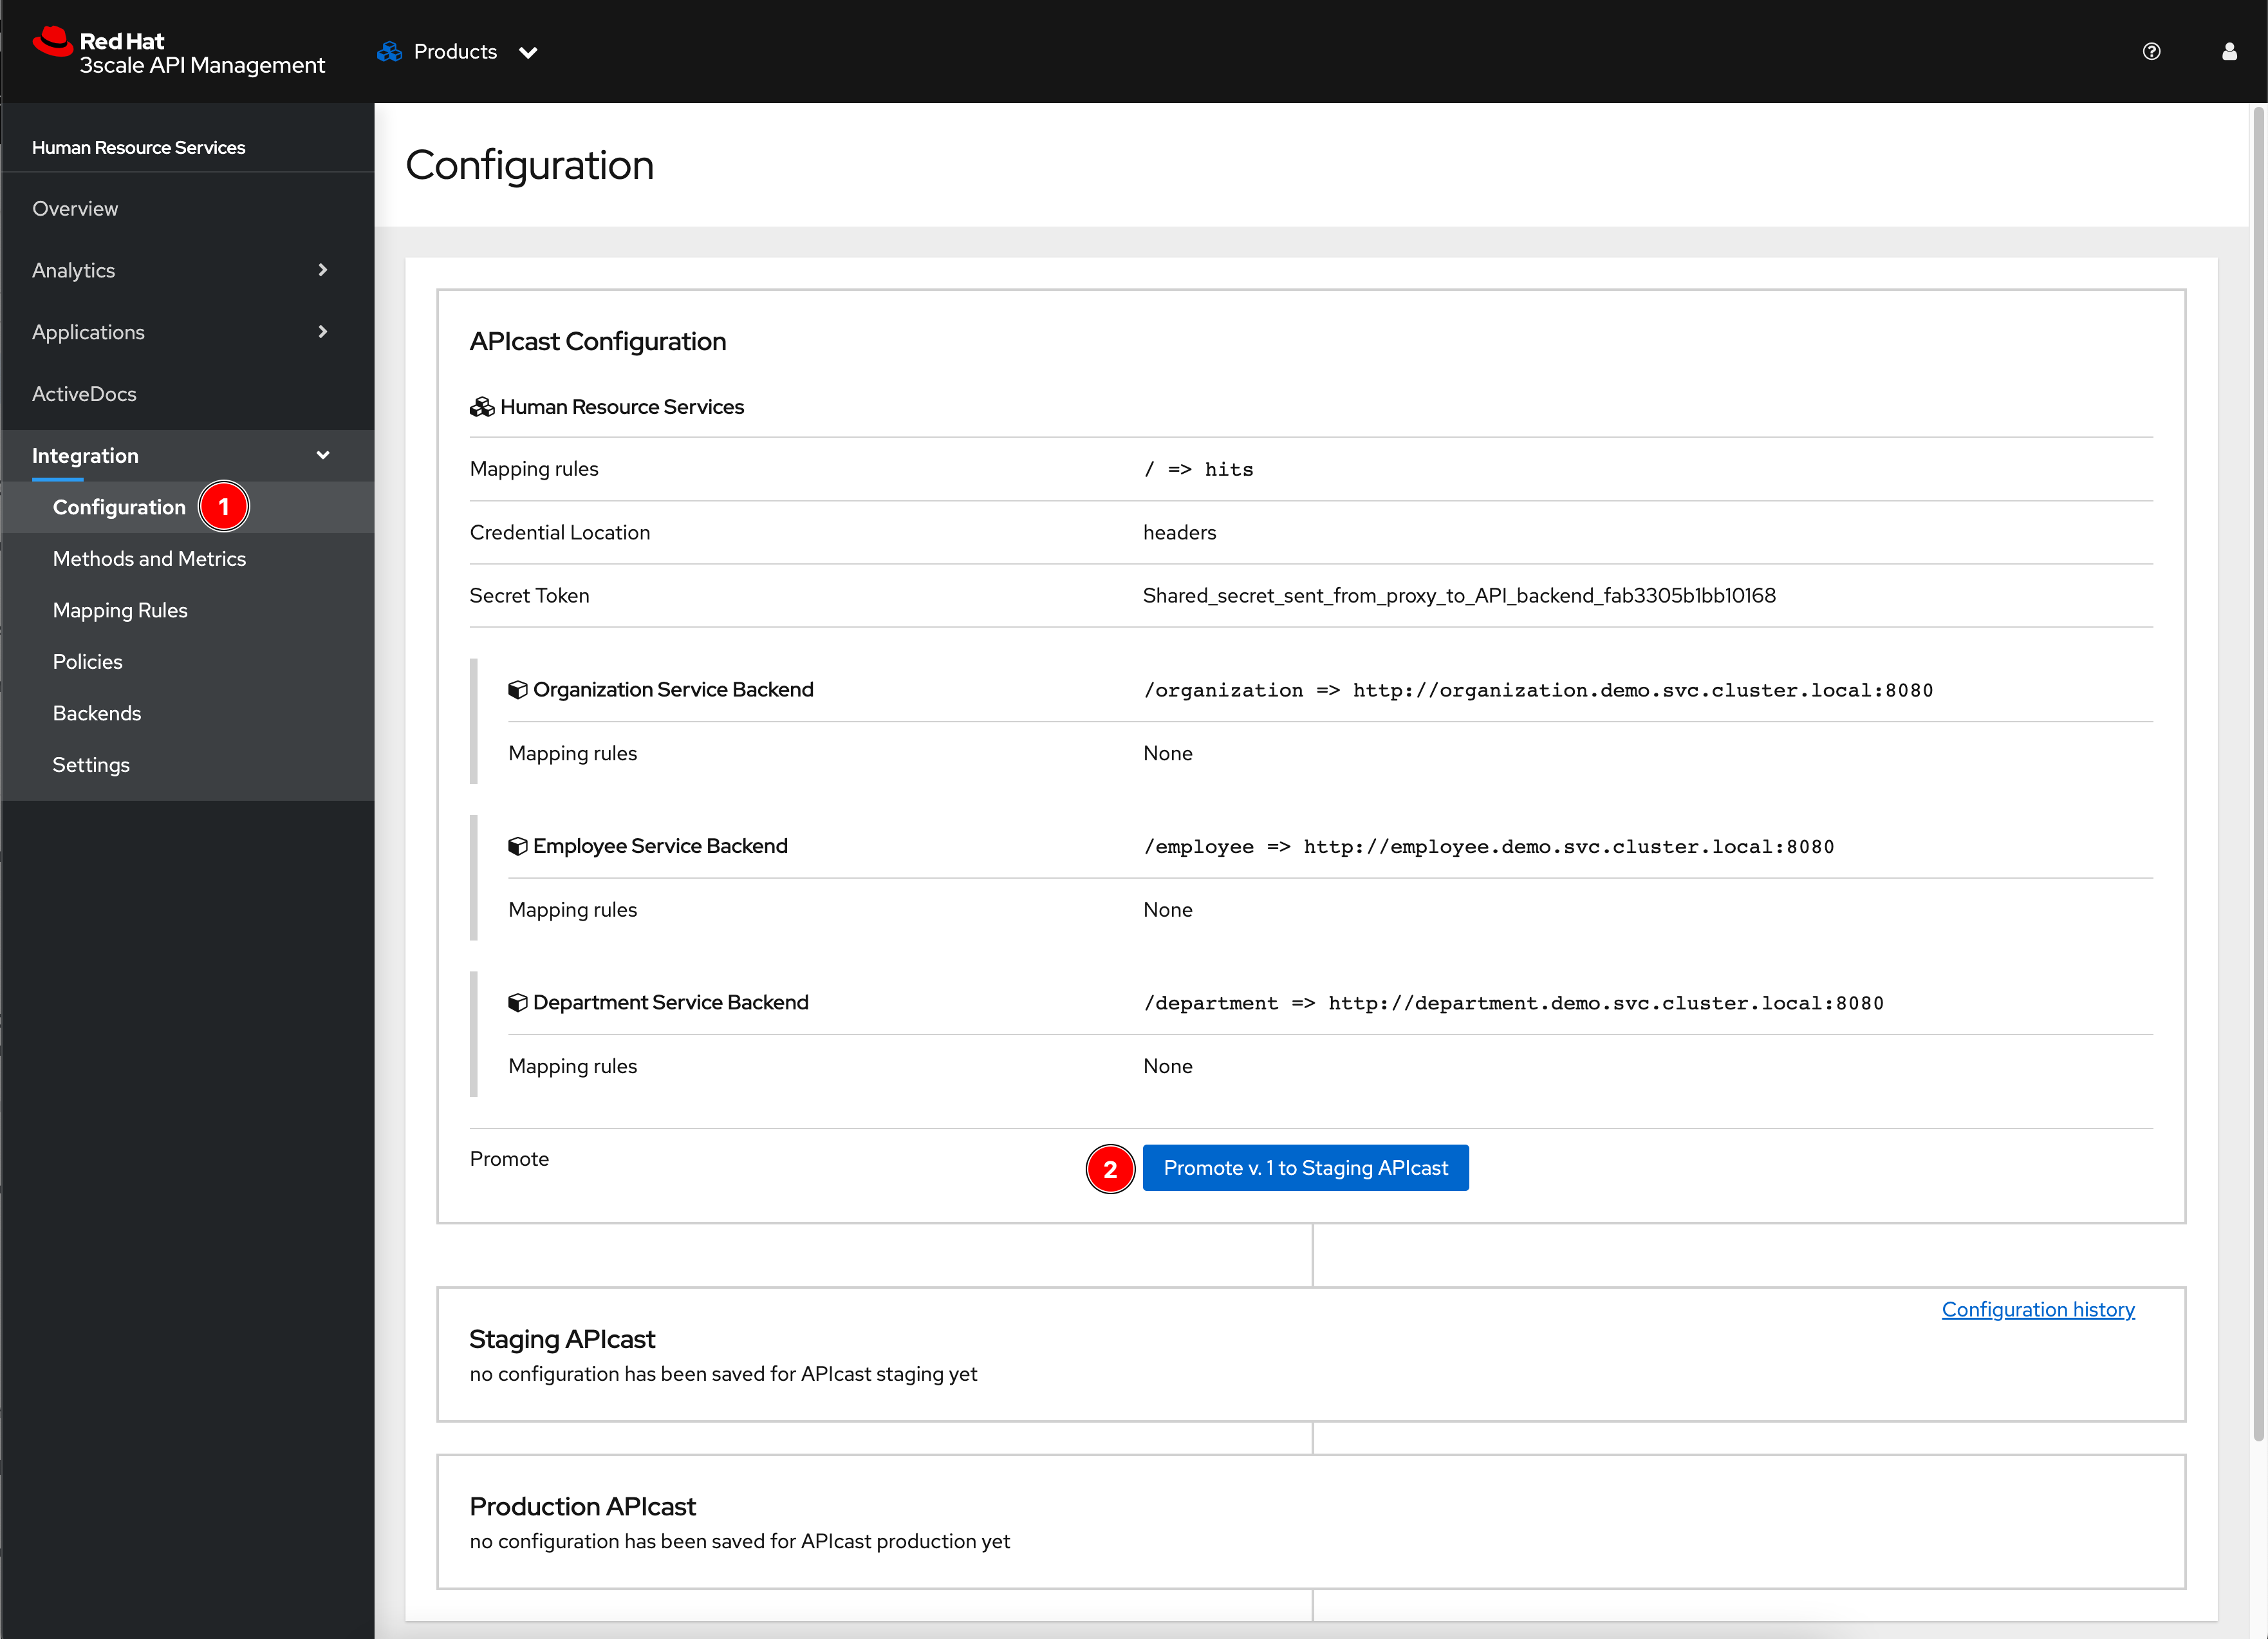 Red Hat
3scale API Management
Products
Human Resource Services
Overview
Analytics
Applications
ActiveDocs
Integration
Configuration 1
Methods and Metrics
Mapping Rules
Policies
Backends
Settings
Configuration
APIcast Configuration
Human Resource Services
Mapping rules / => hits
Credential Location headers
Secret Token Shared_secret_sent_from_proxy_to_API_backend_fab3305b1bb10168
Organization Service Backend /organization => http://organization.demo.svc.cluster.local:8080
Mapping rules None
Employee Service Backend /employee => http://employee.demo.svc.cluster.local:8080
Mapping rules None
Department Service Backend /department => http://department.demo.svc.cluster.local:8080
Mapping rules None
Promote 2 Promote v. 1 to Staging APIcast
Configuration history
Staging APIcast
no configuration has been saved for APIcast staging yet
Production APIcast
no configuration has been saved for APIcast production yet